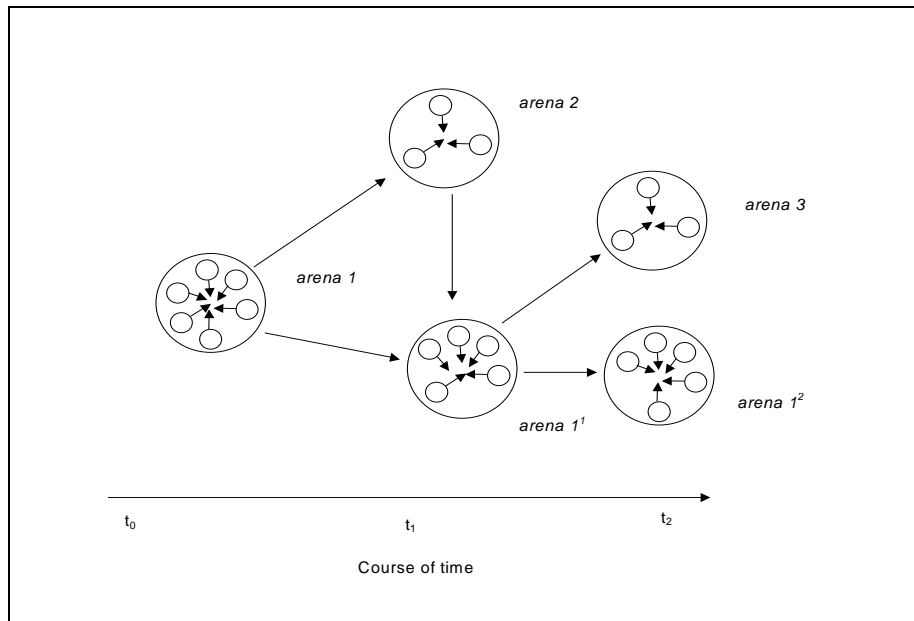 arena 2
arena 3
arena 1
arena 1²
arena 1¹
t₀
t₁
t₂
Course of time